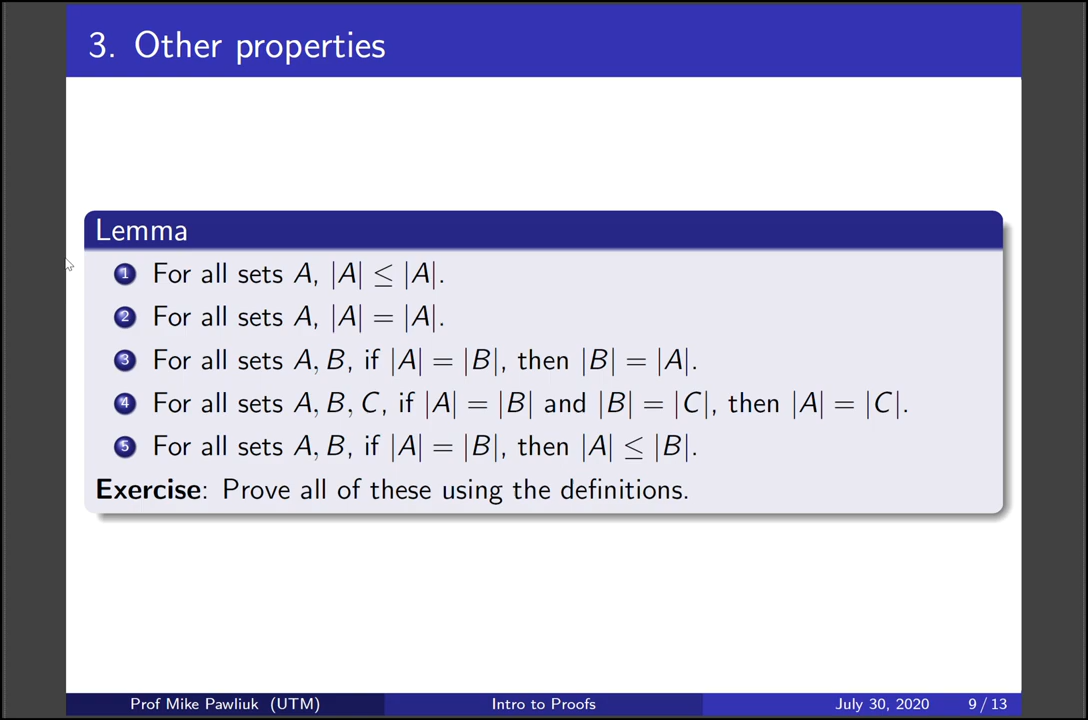 3. Other properties
Lemma
1 For all sets A, |A| ≤ |A|.
2 For all sets A, |A| = |A|.
3 For all sets A, B, if |A| = |B|, then |B| = |A|.
4 For all sets A, B, C, if |A| = |B| and |B| = |C|, then |A| = |C|.
5 For all sets A, B, if |A| = |B|, then |A| ≤ |B|.
Exercise: Prove all of these using the definitions.
Prof Mike Pawliuk (UTM) Intro to Proofs July 30, 2020 9 / 13